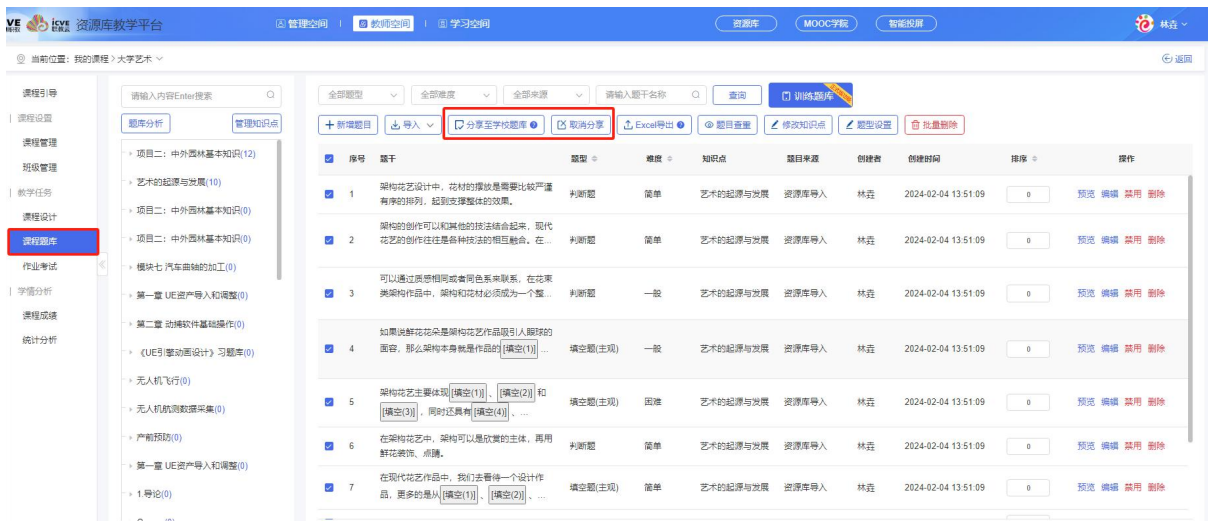 icve 资源库教学平台 管理空间 教师空间 学习空间 资源库 MOOC学院 智能投屏 林垚
当前位置：我的课程 > 大学艺术 返回
课程引导
课程设置
课程管理
班级管理
教学任务
课程设计
课程题库
作业考试
学情分析
课程成绩
统计分析
请输入内容Enter搜索
题库分析 管理知识点
项目二：中外园林基本知识(12)
艺术的起源与发展(10)
项目二：中外园林基本知识(0)
项目二：中外园林基本知识(0)
模块七 汽车曲轴的加工(0)
第一章 UE资产导入和调整(0)
第二章 动捕软件基础操作(0)
《UE引擎动画设计》习题库(0)
无人机飞行(0)
无人机航测数据采集(0)
产前预防(0)
第一章 UE资产导入和调整(0)
1.导论(0)
全部题型 全部难度 全部来源 请输入题干名称 查询 训练题库
+ 新增题目 导入 分享至学校题库 取消分享 Excel导出 题目查重 修改知识点 题型设置 批量删除
序号 题干 题型 难度 知识点 题目来源 创建者 创建时间 排序 操作
1 架构花艺设计中，花材的摆放是需要比较严谨 判断题 简单 艺术的起源与发展 资源库导入 林垚 2024-02-04 13:51:09 0 预览 编辑 禁用 删除
有序的排列，起到支撑整体的效果。
架构的创作可以和其他的技法结合起来，现代
2 花艺的创作往往是各种技法的相互融合。在... 判断题 简单 艺术的起源与发展 资源库导入 林垚 2024-02-04 13:51:09 0 预览 编辑 禁用 删除
可以通过质感相同或者同色系来联系，在花束
3 类架构作品中，架构和花材必须成为一个整... 判断题 一般 艺术的起源与发展 资源库导入 林垚 2024-02-04 13:51:09 0 预览 编辑 禁用 删除
如果说鲜花花朵是架构花艺作品吸引人眼球的
4 面容，那么架构本身就是作品的[填空(1)] ... 填空题(主观) 一般 艺术的起源与发展 资源库导入 林垚 2024-02-04 13:51:09 0 预览 编辑 禁用 删除
架构花艺主要体现[填空(1)] 、 [填空(2)] 和
5 [填空(3)] ，同时还具有[填空(4)] 、 ... 填空题(主观) 困难 艺术的起源与发展 资源库导入 林垚 2024-02-04 13:51:09 0 预览 编辑 禁用 删除
6 在架构花艺中，架构可以是欣赏的主体，再用 判断题 简单 艺术的起源与发展 资源库导入 林垚 2024-02-04 13:51:09 0 预览 编辑 禁用 删除
鲜花装饰、点睛。
在现代花艺作品中，我们去看待一个设计作
7 品，更多的是从[填空(1)] 、 [填空(2)] 、 ... 填空题(主观) 简单 艺术的起源与发展 资源库导入 林垚 2024-02-04 13:51:09 0 预览 编辑 禁用 删除